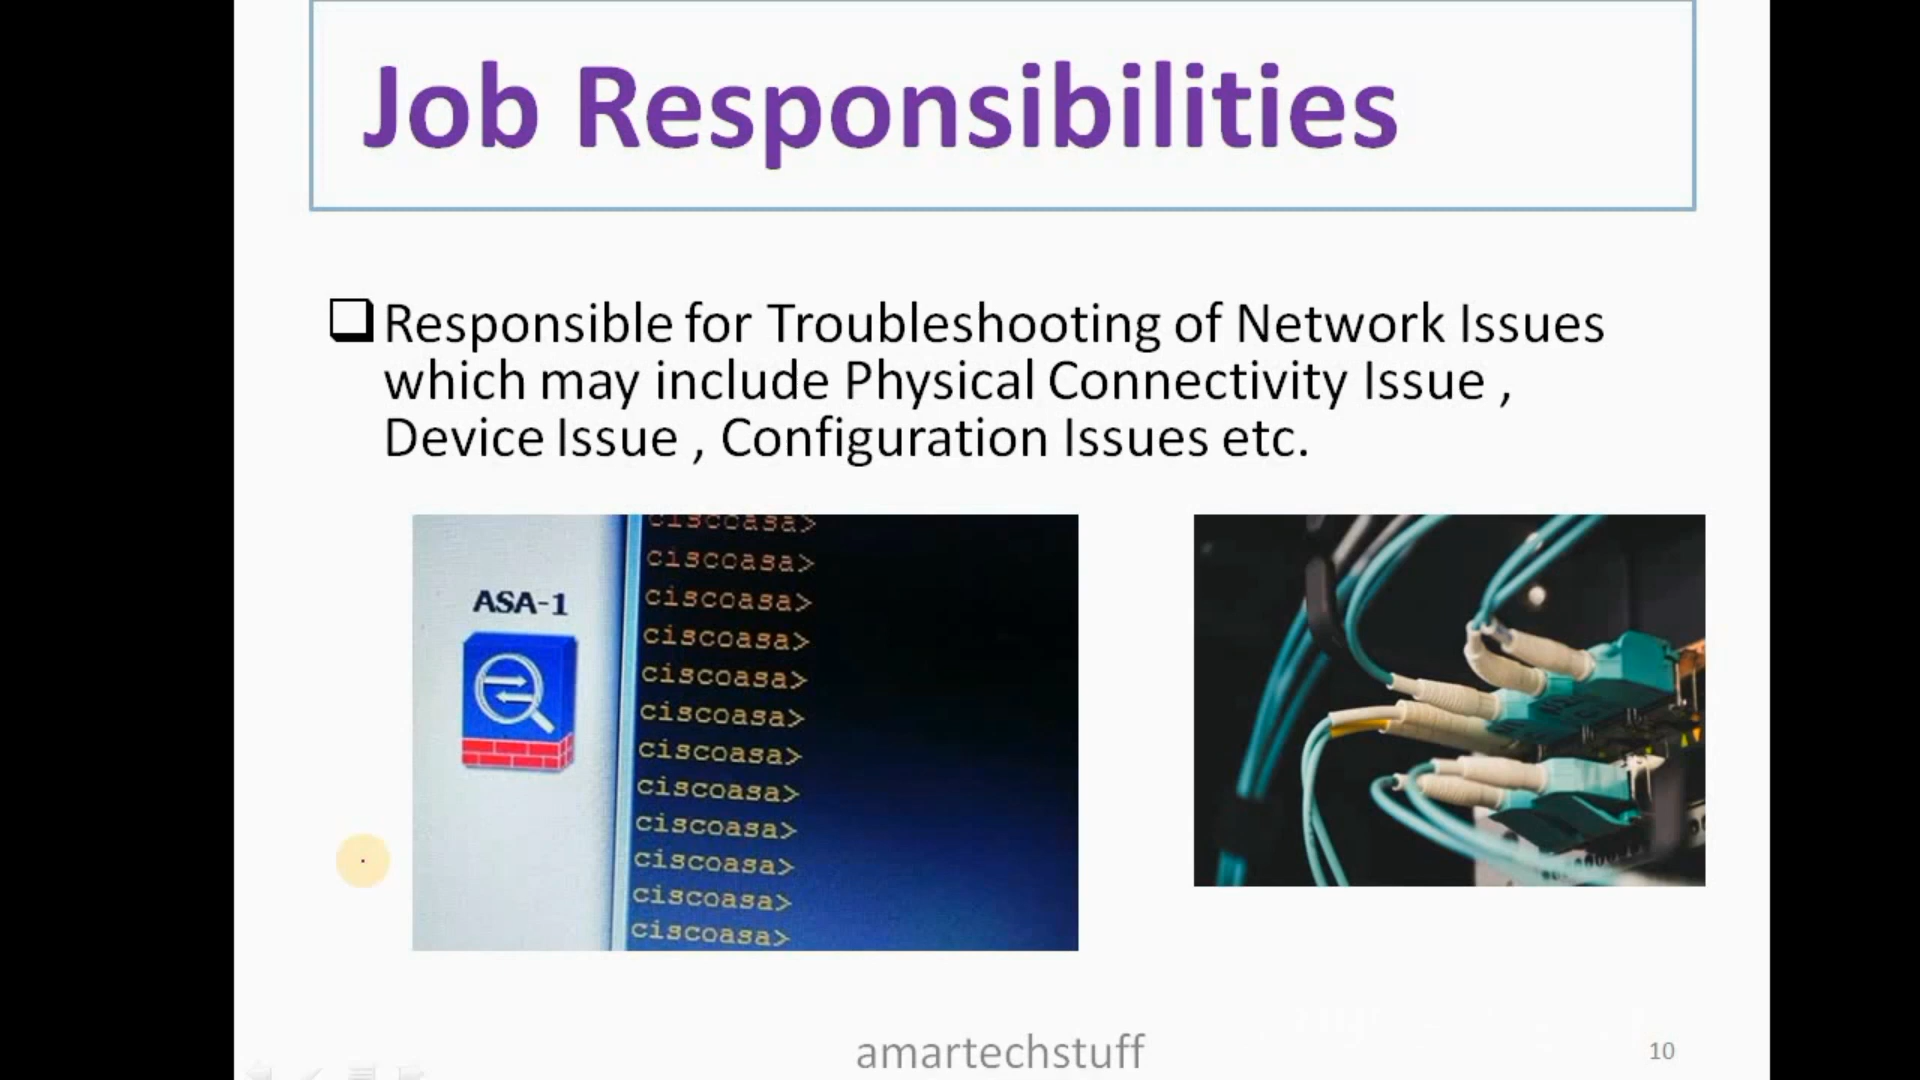 Job Responsibilities
Responsible for Troubleshooting of Network Issues
which may include Physical Connectivity Issue ,
Device Issue , Configuration Issues etc.
ASA-1
ciscoasa>
ciscoasa>
ciscoasa>
ciscoasa>
ciscoasa>
ciscoasa>
ciscoasa>
ciscoasa>
ciscoasa>
ciscoasa>
ciscoasa>
ciscoasa>
amartechstuff
10